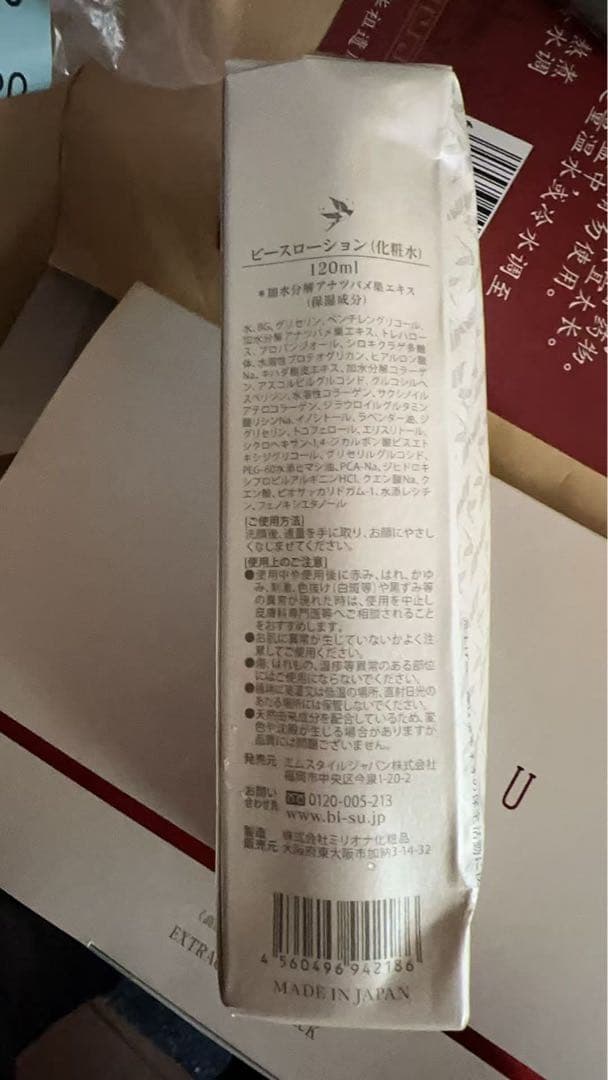 ビースローション（化粧水）
120ml
＊加水分解アナツバメ巣エキス
（保湿成分）
水、BG、グリセリン、ペンチレングリコール、
加水分解アナツバメ巣エキス、トレハロー
ス、プロパンジオール、シロキクラゲ多糖
体、水溶性プロテオグリカン、ヒアルロン酸
Na、キハダ樹皮エキス、加水分解コラーゲ
ン、アスコルビルグルコシド、グルコシルヘ
スペリジン、水溶性コラーゲン、サクシノイル
アテロコラーゲン、ジラウロイルグルタミン
酸リシンNa、イノシトール、ラベンダー油、ジ
グリセリン、トコフェロール、エリスリトール、
シクロヘキサン-1,4-ジカルボン酸ビスエト
キシジグリコール、グリセリルグルコシド、
PEG-60水添ヒマシ油、PCA-Na、ジヒドロキ
シプロピルアルギニンHCl、クエン酸Na、ク
エン酸、ビオサッカリドガム-1、水添レシチ
ン、フェノキシエタノール
[ご使用方法]
洗顔後、適量を手に取り、お顔にやさし
くなじませてください。
[使用上のご注意]
●使用中や使用後に赤み、はれ、かゆ
み、刺激、色抜け(白斑等)や黒ずみ等
の異常が現れた時は、使用を中止し
皮膚科専門医等へご相談されること
をおすすめします。
●お肌に異常が生じていないかよく注
意してご使用ください。
●傷、はれもの、湿疹等異常のある部位
にはご使用にならないでください。
●極端に高温又は低温の場所、直射日光の
あたる場所には保管しないでください。
●天然由来成分を配合しているため、変
色や沈殿が生じる場合がありますが
品質には問題ございません。
発売元 ミムスタイルジャパン株式会社
福岡市中央区今泉1-20-2
お問い
合わせ先 0120-005-213
www.bi-su.jp
製造
販売元 株式会社ミリオナ化粧品
大阪府東大阪市加納3-14-32
4 560496 942186
MADE IN JAPAN
U